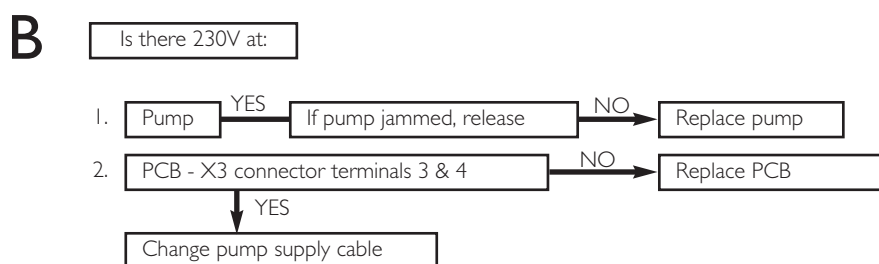 B
Is there 230V at:
1. Pump YES If pump jammed, release NO Replace pump
2. PCB - X3 connector terminals 3 & 4 NO Replace PCB
YES
Change pump supply cable